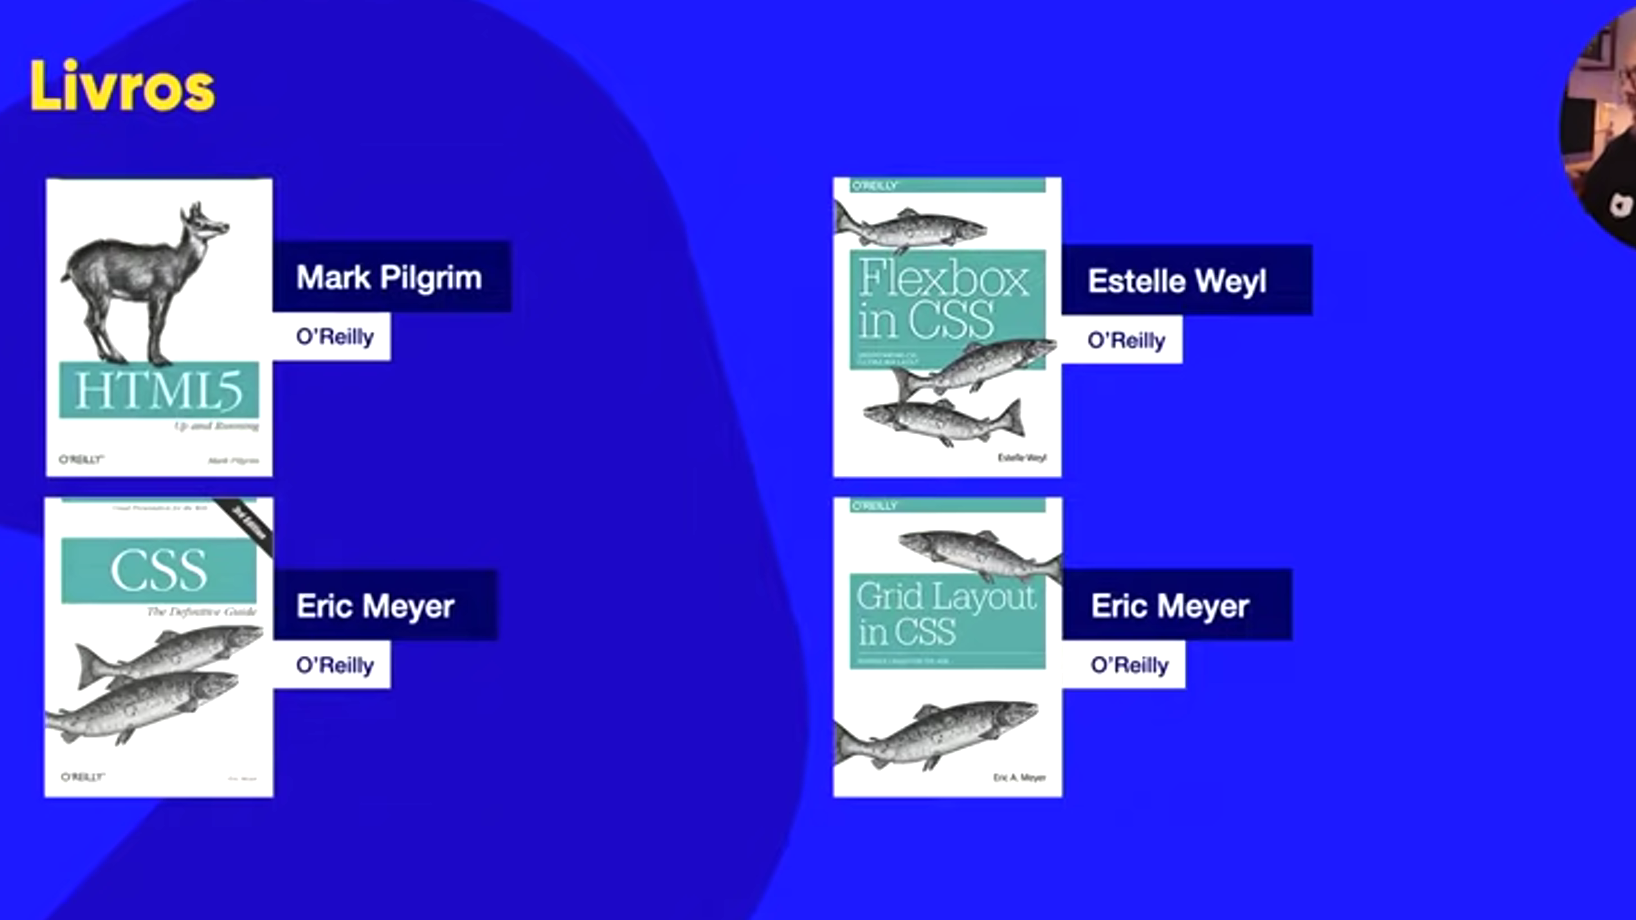 Livros
HTML5
Up and Running
O'REILLY
Mark Pilgrim
Mark Pilgrim
O'Reilly
3rd Edition
CSS
The Definitive Guide
O'REILLY
Eric Meyer
O'Reilly
O'REILLY
Flexbox
in CSS
Estelle Weyl
Estelle Weyl
O'Reilly
O'REILLY
Grid Layout
in CSS
Eric A. Meyer
Eric Meyer
O'Reilly